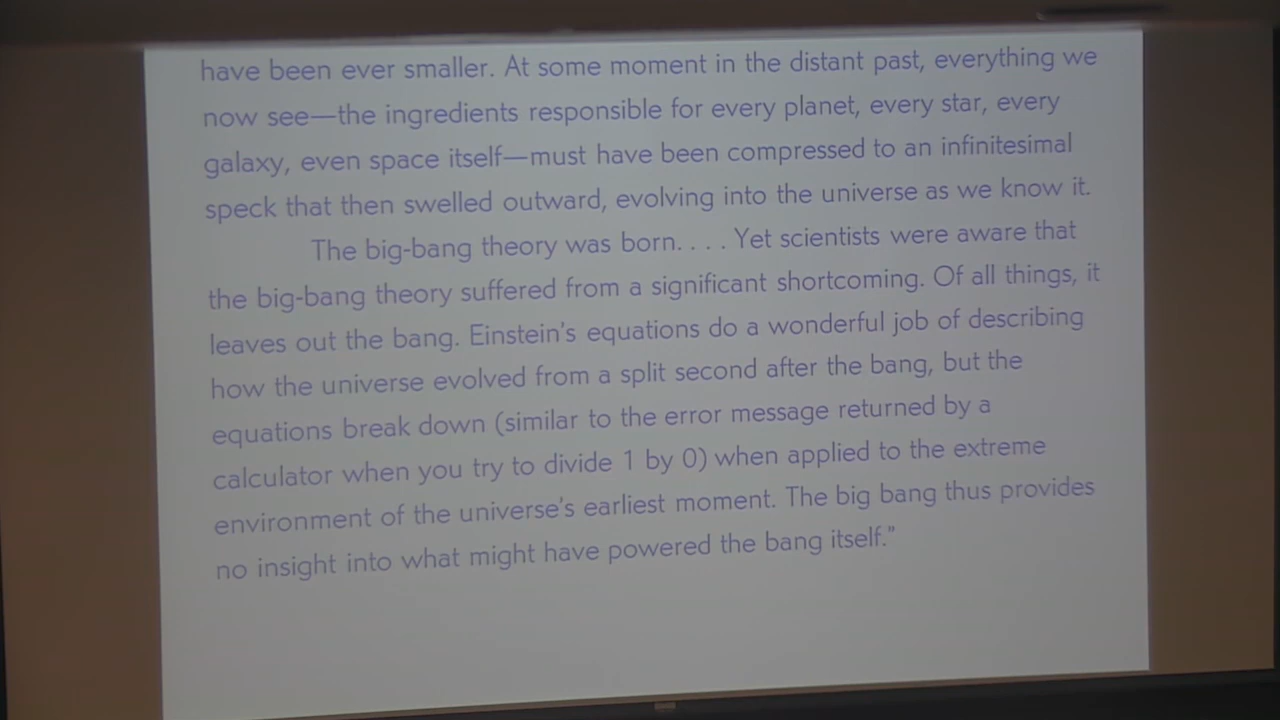 have been ever smaller. At some moment in the distant past, everything we
now see—the ingredients responsible for every planet, every star, every
galaxy, even space itself—must have been compressed to an infinitesimal
speck that then swelled outward, evolving into the universe as we know it.
The big-bang theory was born. . . . Yet scientists were aware that
the big-bang theory suffered from a significant shortcoming. Of all things, it
leaves out the bang. Einstein's equations do a wonderful job of describing
how the universe evolved from a split second after the bang, but the
equations break down (similar to the error message returned by a
calculator when you try to divide 1 by 0) when applied to the extreme
environment of the universe's earliest moment. The big bang thus provides
no insight into what might have powered the bang itself.”